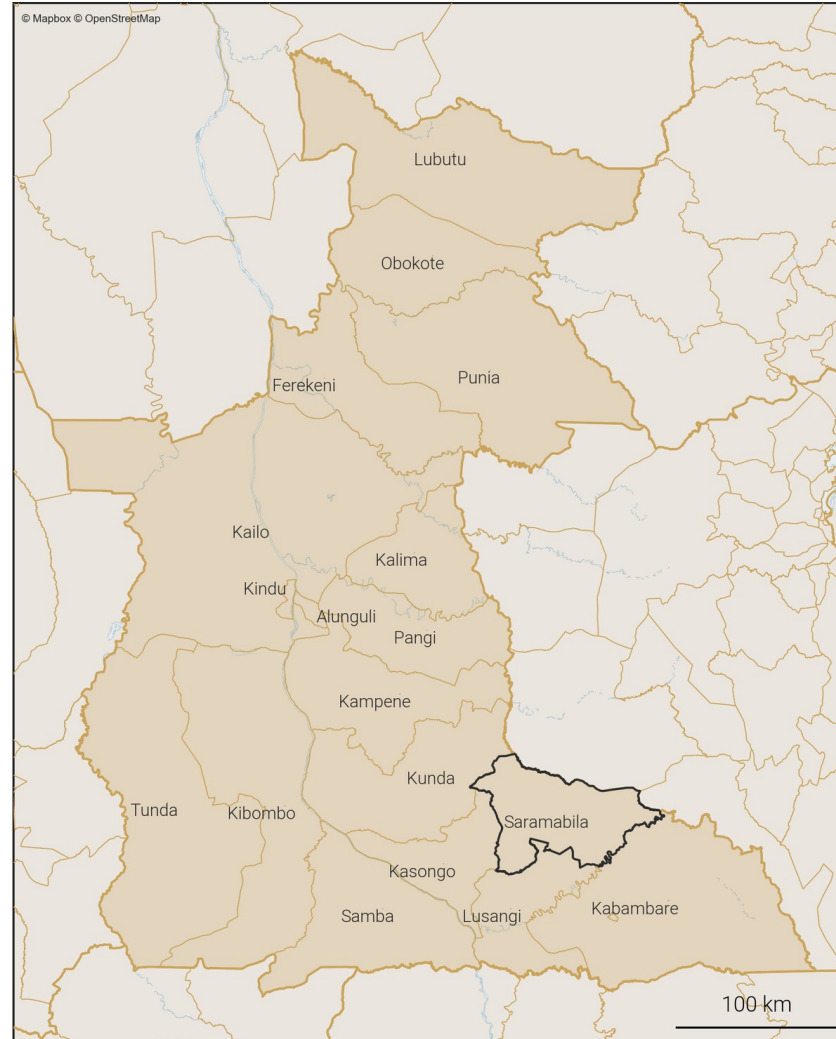 © Mapbox © OpenStreetMap
Lubutu
Obokote
Punia
Ferekeni
Kailo
Kalima
Kindu
Alunguli
Pangi
Kampene
Kunda
Tunda
Kibombo
Saramabila
Kasongo
Samba
Lusangi
Kabambare
100 km